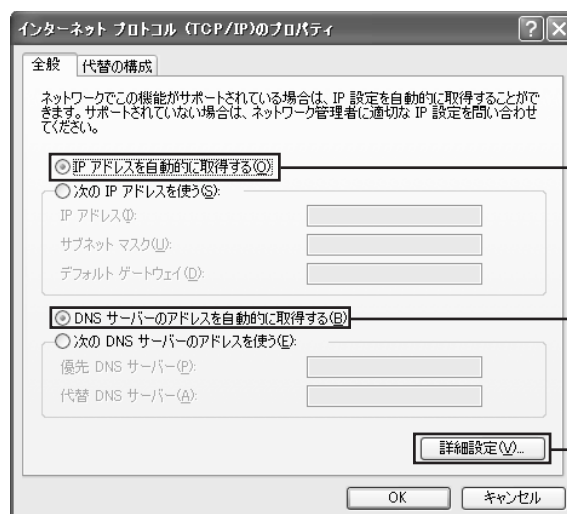 インターネット プロトコル (TCP/IP)のプロパティ
全般
代替の構成
ネットワークでこの機能がサポートされている場合は、IP 設定を自動的に取得することがで
きます。サポートされていない場合は、ネットワーク管理者に適切な IP 設定を問い合わせ
てください。
IP アドレスを自動的に取得する(O)
次の IP アドレスを使う(S):
IP アドレス(I):
サブネット マスク(U):
デフォルト ゲートウェイ(D):
DNS サーバーのアドレスを自動的に取得する(B)
次の DNS サーバーのアドレスを使う(E):
優先 DNS サーバー(P):
代替 DNS サーバー(A):
詳細設定(V)...
OK
キャンセル